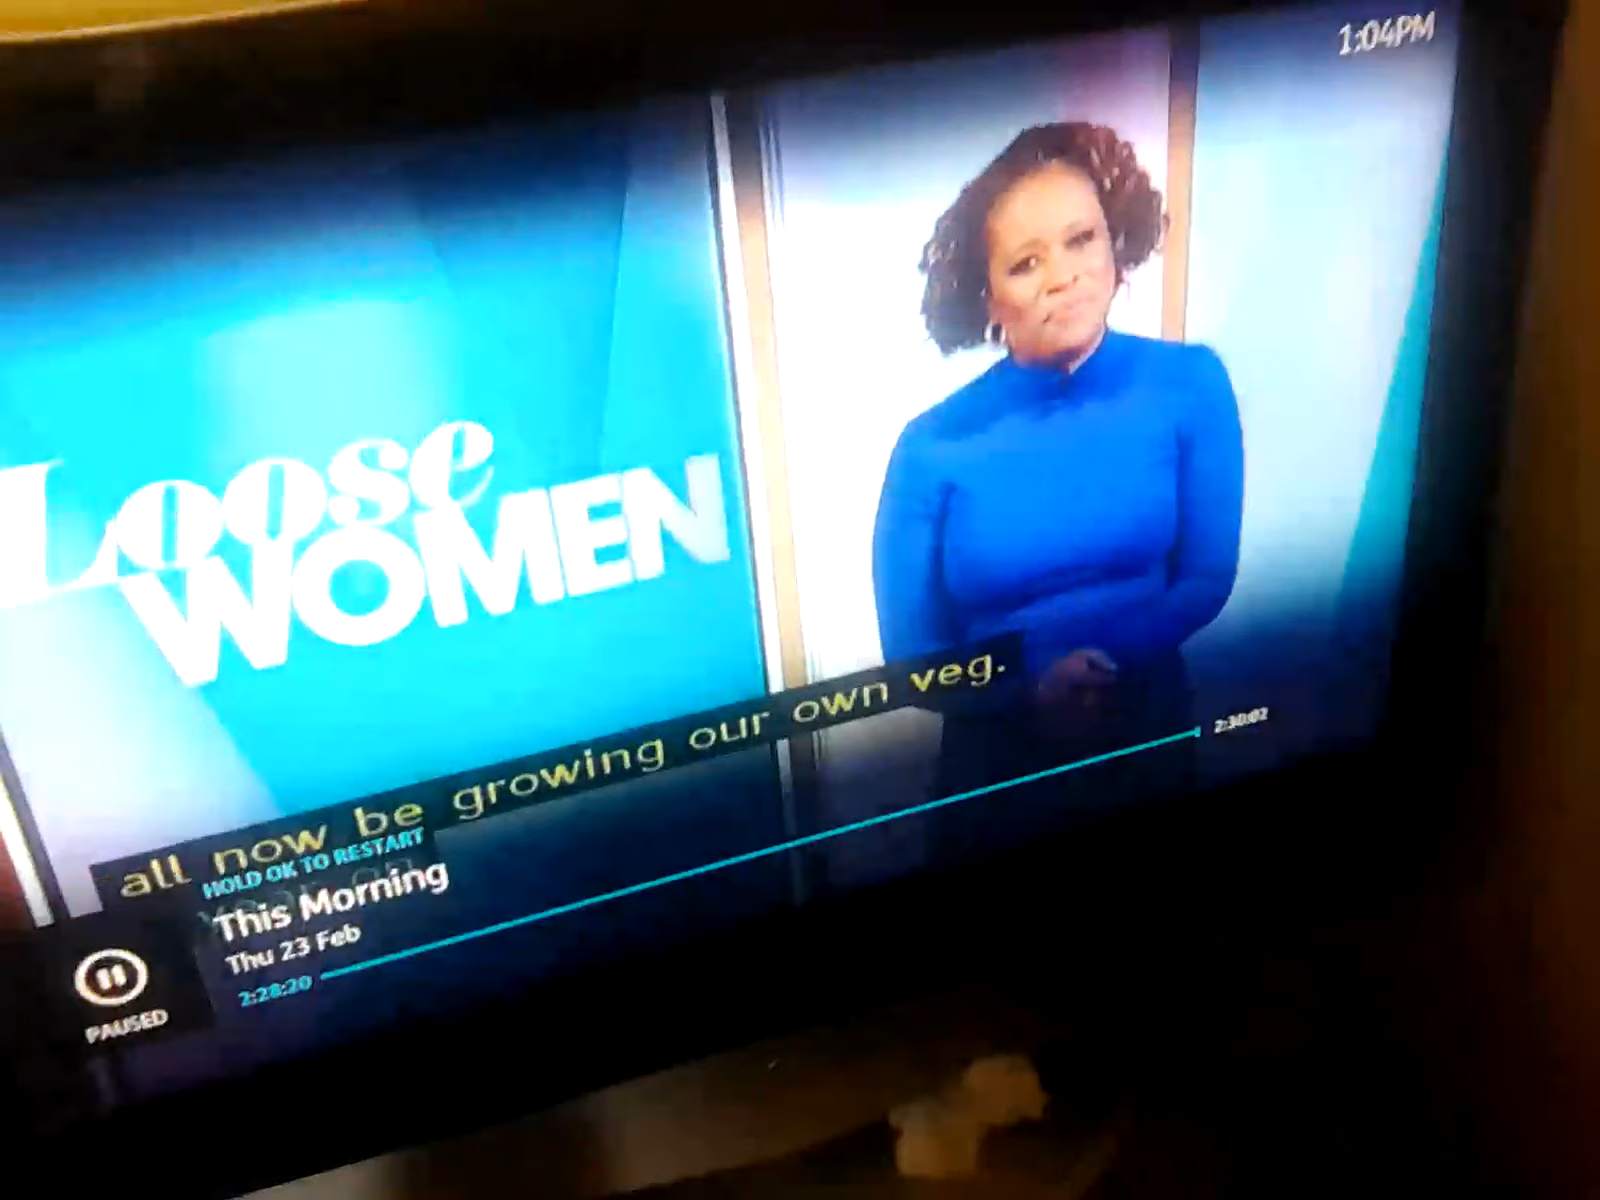 1:04PM
Loose
WOMEN
all now be growing our own veg.
HOLD OK TO RESTART
This Morning
Thu 23 Feb
2:28:20
2:30:02
PAUSED